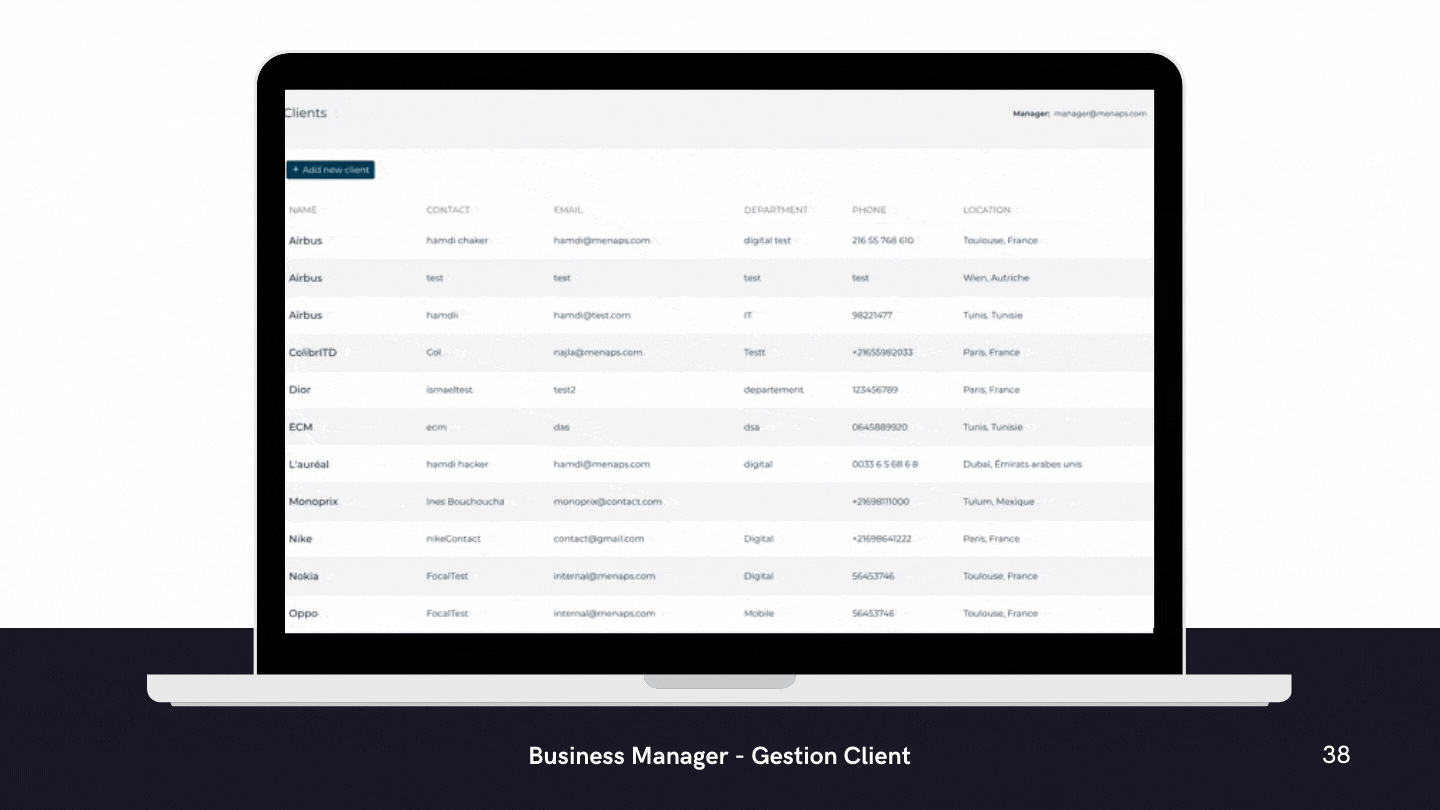 Clients
Manager: manager@menaps.com
+ Add new client
NAME CONTACT EMAIL DEPARTMENT PHONE LOCATION
Airbus hamdi chaker hamdi@menaps.com digital test 216 55 768 610 Toulouse, France
Airbus test test test test Wien, Autriche
Airbus hamdii hamdi@test.com IT 98221477 Tunis, Tunisie
ColibrITD Col najla@menaps.com Testt +21655982033 Paris, France
Dior ismaeltest test2 departement 123456789 Paris, France
ECM ecm das dsa 0645889920 Tunis, Tunisie
L'auréal hamdi hacker hamdi@menaps.com digital 0033 6 5 68 6 8 Dubai, Émirats arabes unis
Monoprix Ines Bouchoucha monoprix@contact.com +21698111000 Tulum, Mexique
Nike nikeContact contact@gmail.com Digital +21698641222 Paris, France
Nokia FocalTest internal@menaps.com Digital 56453746 Toulouse, France
Oppo FocalTest internal@menaps.com Mobile 56453746 Toulouse, France
Business Manager - Gestion Client
38